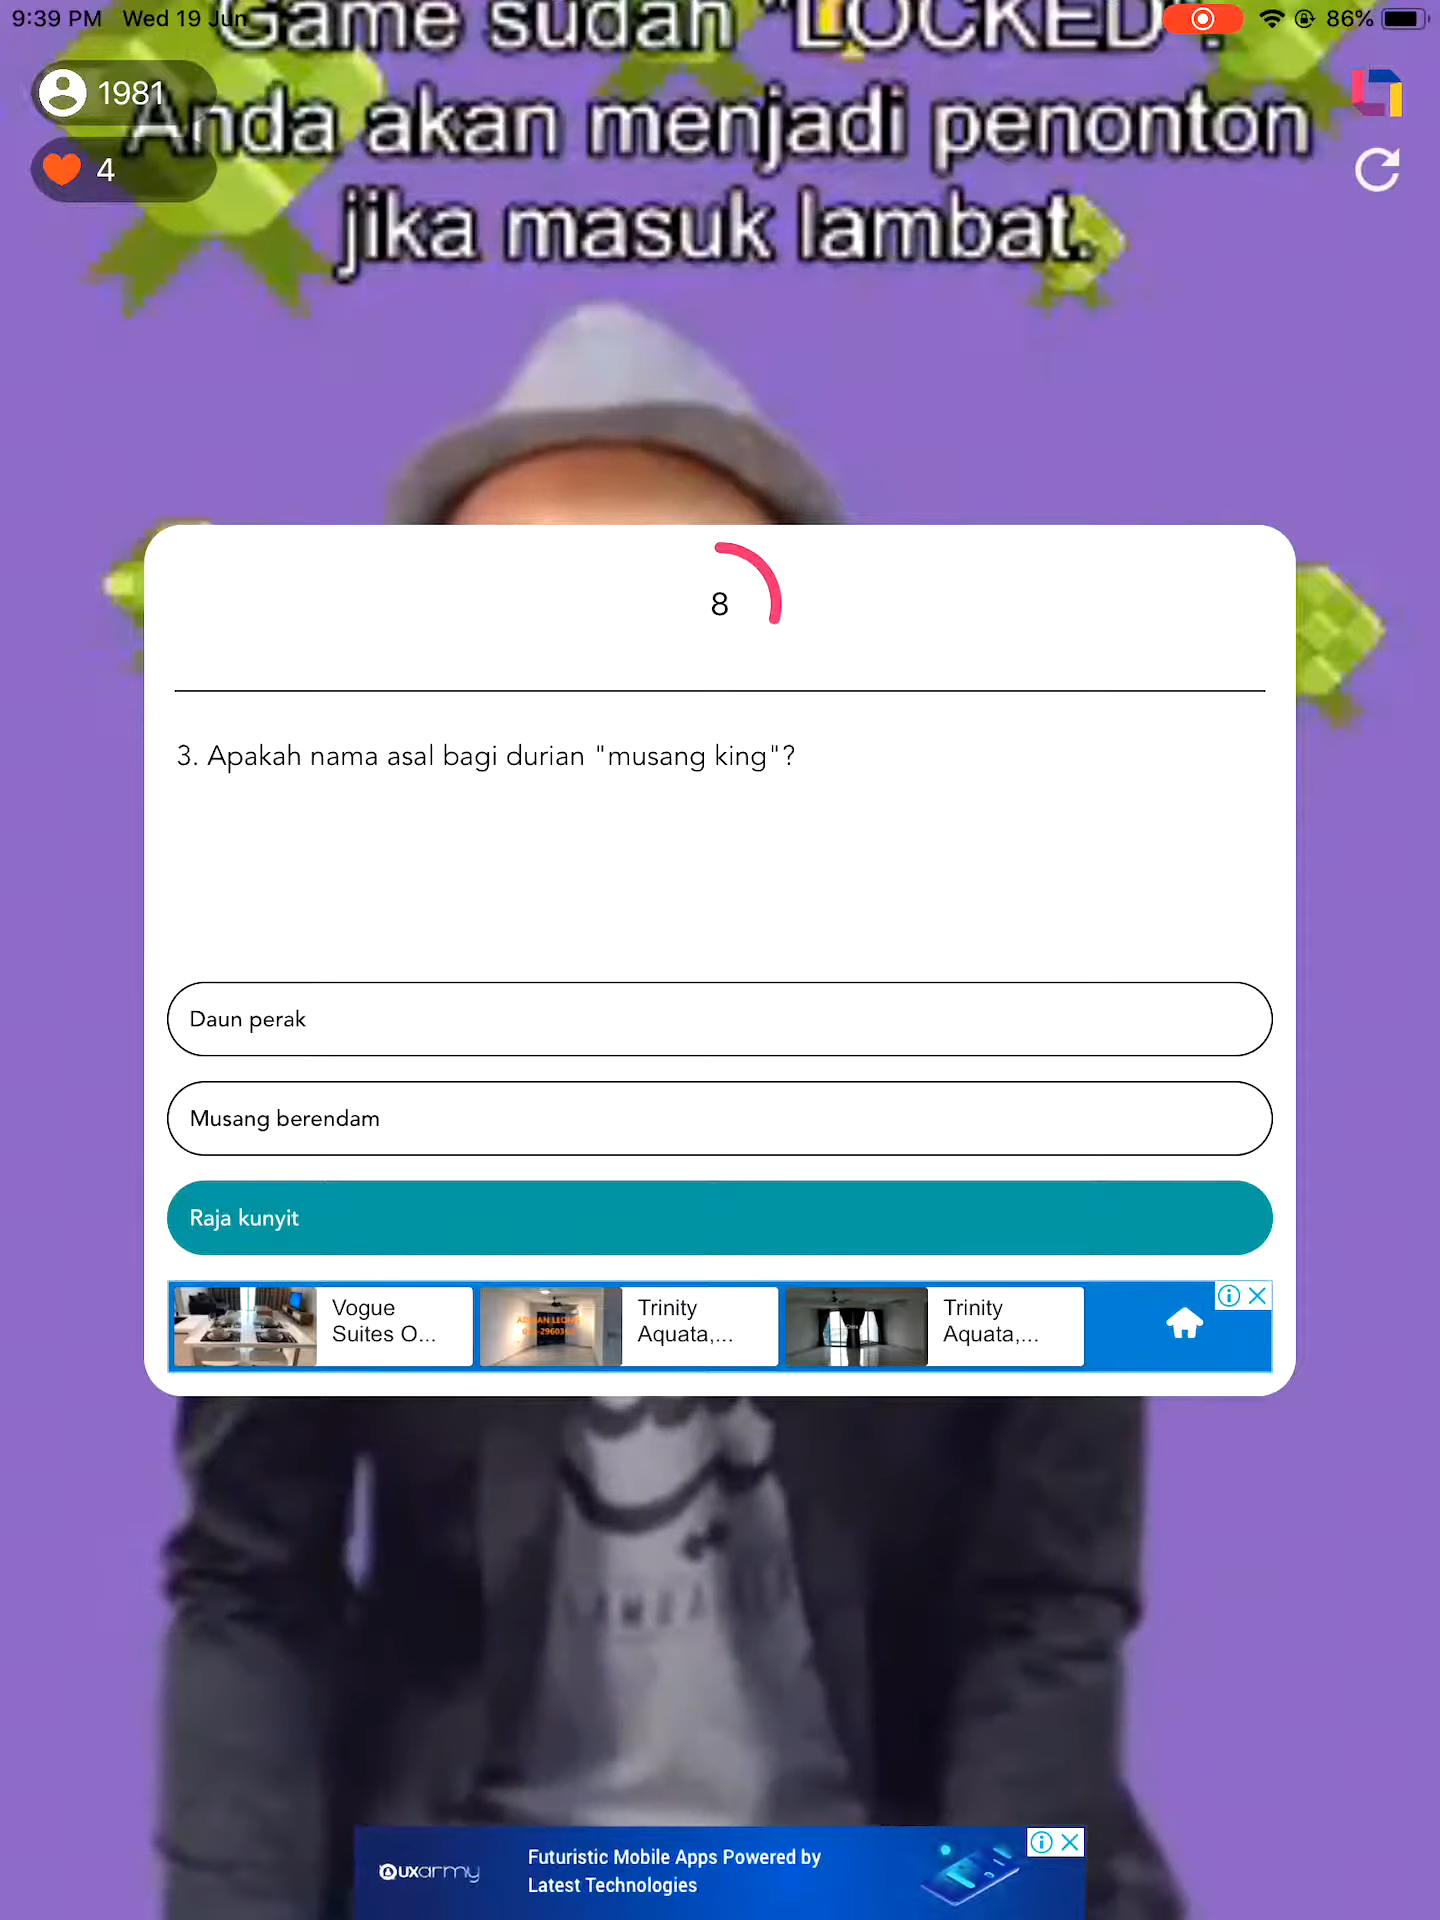 9:39 PM Wed 19 Jun
86%
Game sudah "LOCKED".
Anda akan menjadi penonton
jika masuk lambat.
1981
4
8
3. Apakah nama asal bagi durian "musang king"?
Daun perak
Musang berendam
Raja kunyit
Vogue
Suites O...
Trinity
Aquata,...
Trinity
Aquata,...
uxarmy
Futuristic Mobile Apps Powered by
Latest Technologies